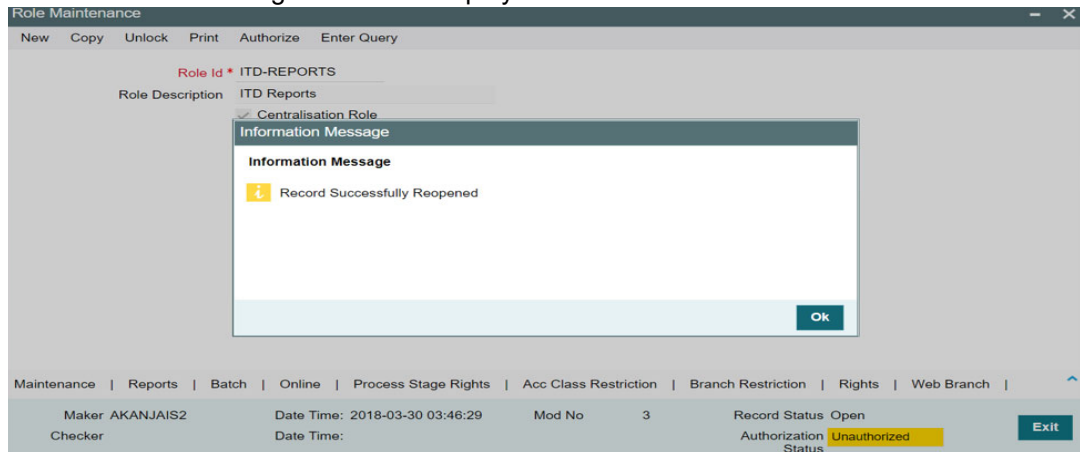 Role Maintenance
New Copy Unlock Print Authorize Enter Query
Role Id * ITD-REPORTS
Role Description ITD Reports
Centralisation Role
Information Message
Information Message
Record Successfully Reopened
Ok
Maintenance | Reports | Batch | Online | Process Stage Rights | Acc Class Restriction | Branch Restriction | Rights | Web Branch |
Maker AKANJAIS2 Date Time: 2018-03-30 03:46:29 Mod No 3 Record Status Open
Exit
Checker Date Time: Authorization Unauthorized
Status